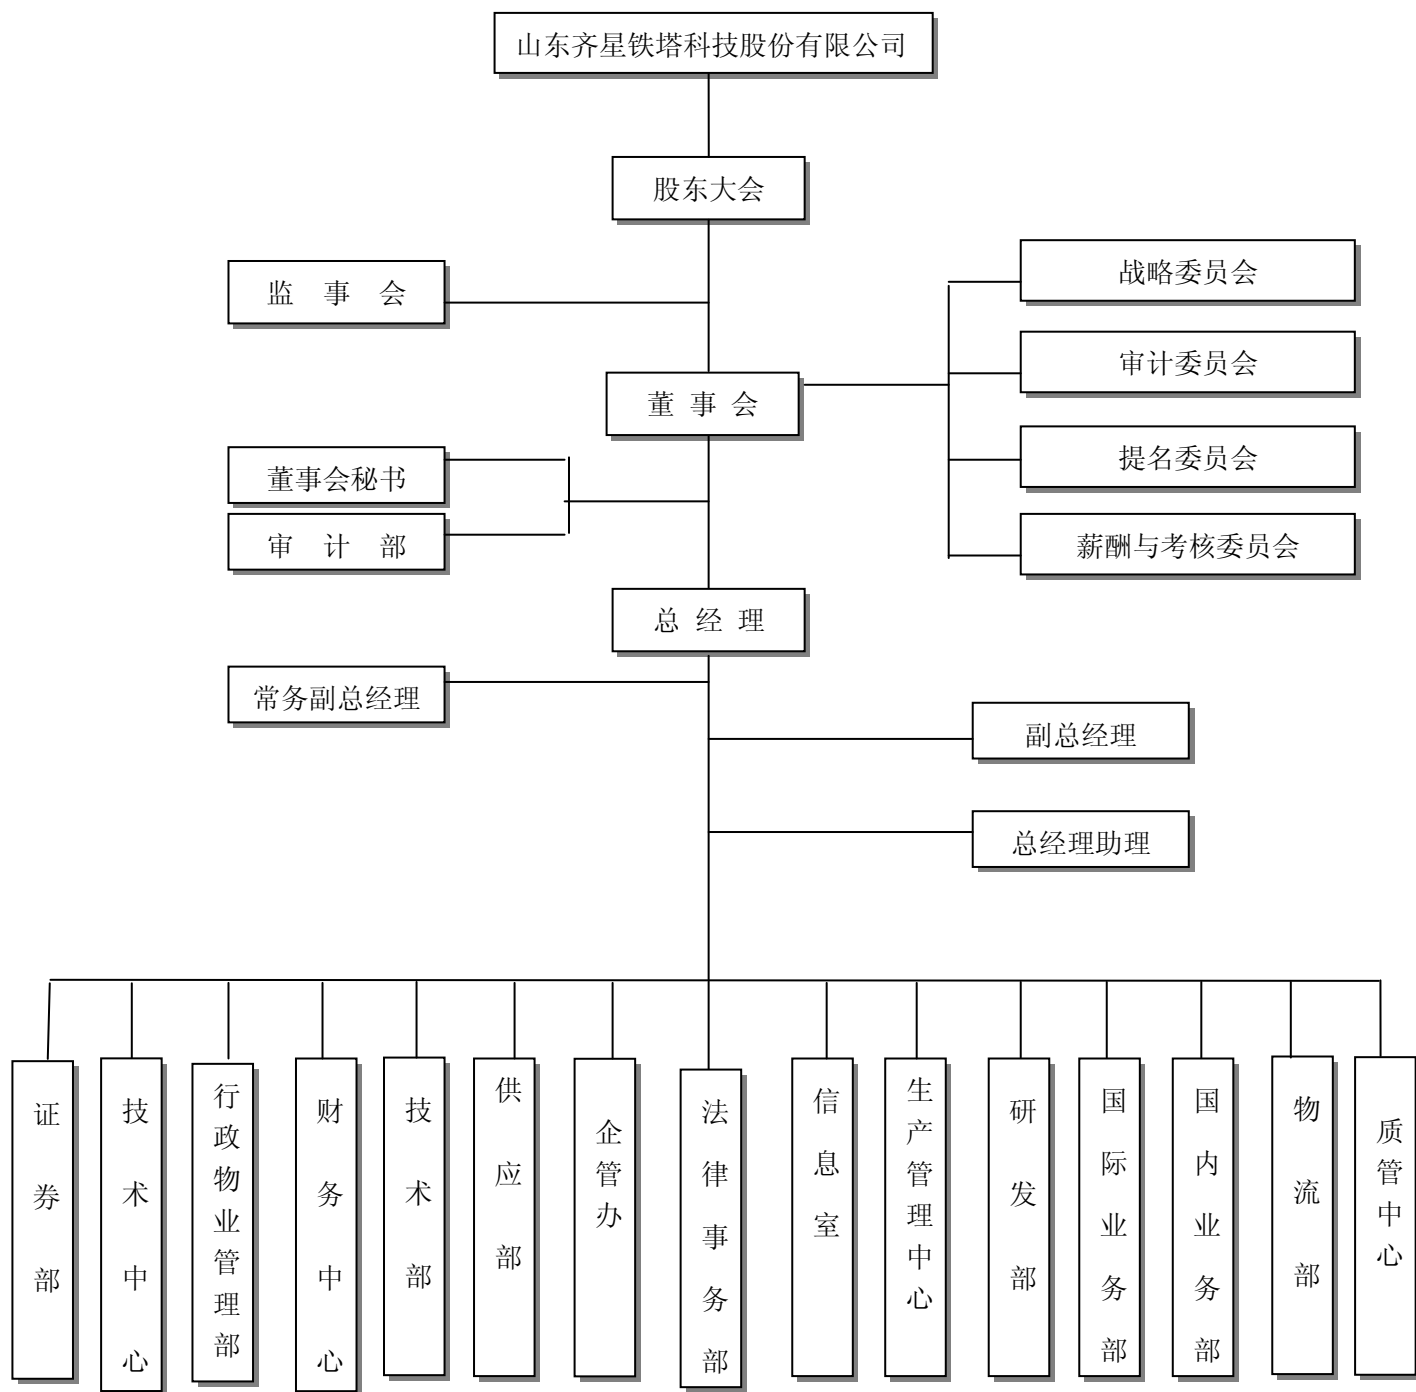 山东齐星铁塔科技股份有限公司
股东大会
监 事 会
战略委员会
审计委员会
董 事 会
提名委员会
董事会秘书
审 计 部
薪酬与考核委员会
总 经 理
常务副总经理
副总经理
总经理助理
证券部
技术中心
行政物业管理部
财务中心
技术部
供应部
企管办
法律事务部
信息室
生产管理中心
研发部
国际业务部
国内业务部
物流部
质管中心